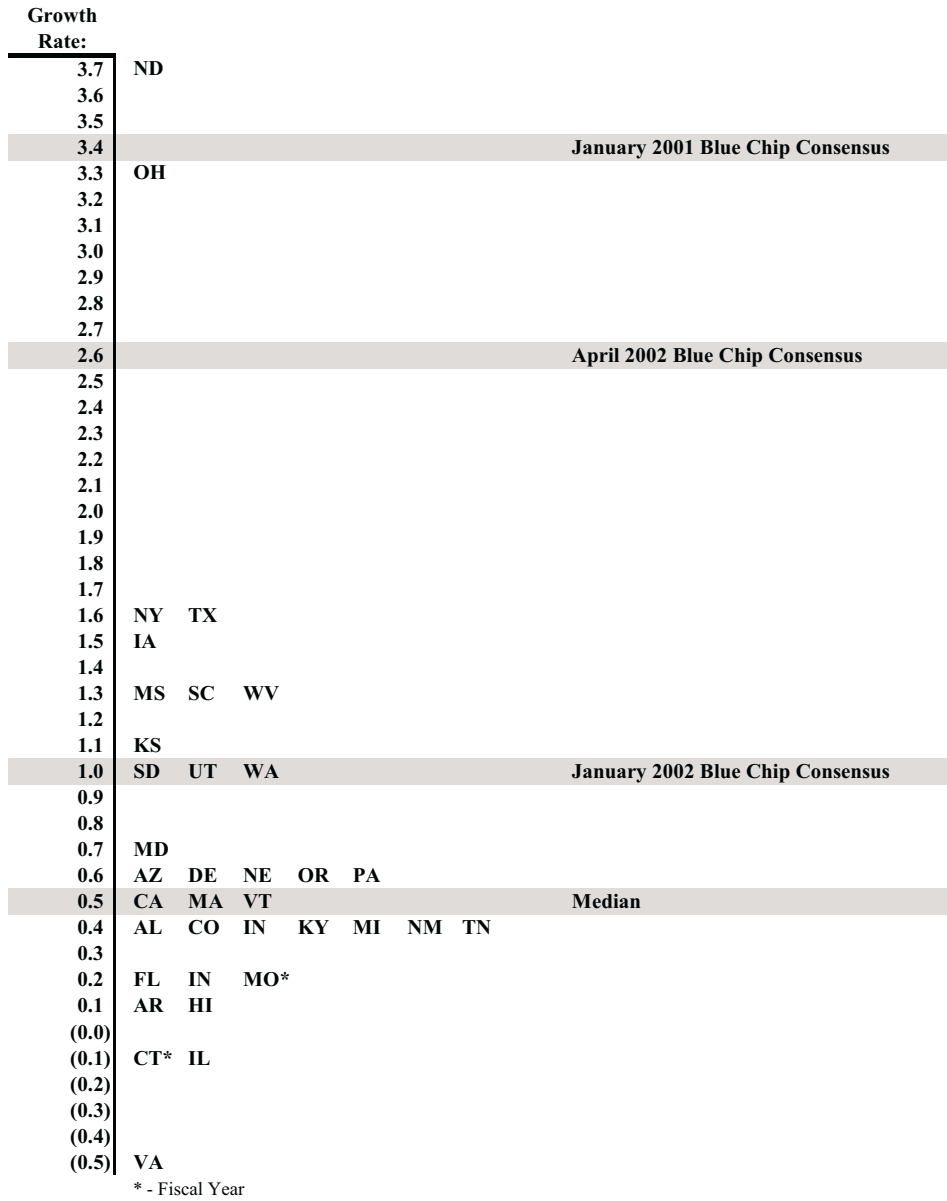 Growth
Rate:
3.7 ND
3.6
3.5
3.4 January 2001 Blue Chip Consensus
3.3 OH
3.2
3.1
3.0
2.9
2.8
2.7
2.6 April 2002 Blue Chip Consensus
2.5
2.4
2.3
2.2
2.1
2.0
1.9
1.8
1.7
1.6 NY TX
1.5 IA
1.4
1.3 MS SC WV
1.2
1.1 KS
1.0 SD UT WA January 2002 Blue Chip Consensus
0.9
0.8
0.7 MD
0.6 AZ DE NE OR PA
0.5 CA MA VT Median
0.4 AL CO IN KY MI NM TN
0.3
0.2 FL IN MO*
0.1 AR HI
(0.0)
(0.1) CT* IL
(0.2)
(0.3)
(0.4)
(0.5) VA
* - Fiscal Year